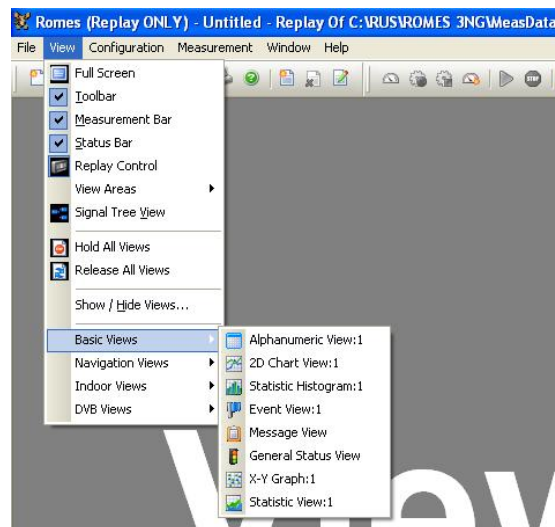 Romes (Replay ONLY) - Untitled - Replay Of C:\RUS\ROMES 3NG\MeasData
File View Configuration Measurement Window Help
Full Screen
Toolbar
Measurement Bar
Status Bar
Replay Control
View Areas
Signal Tree View
Hold All Views
Release All Views
Show / Hide Views...
Basic Views
Navigation Views
Indoor Views
DVB Views
Alphanumeric View:1
2D Chart View:1
Statistic Histogram:1
Event View:1
Message View
General Status View
X-Y Graph:1
Statistic View:1
STOP